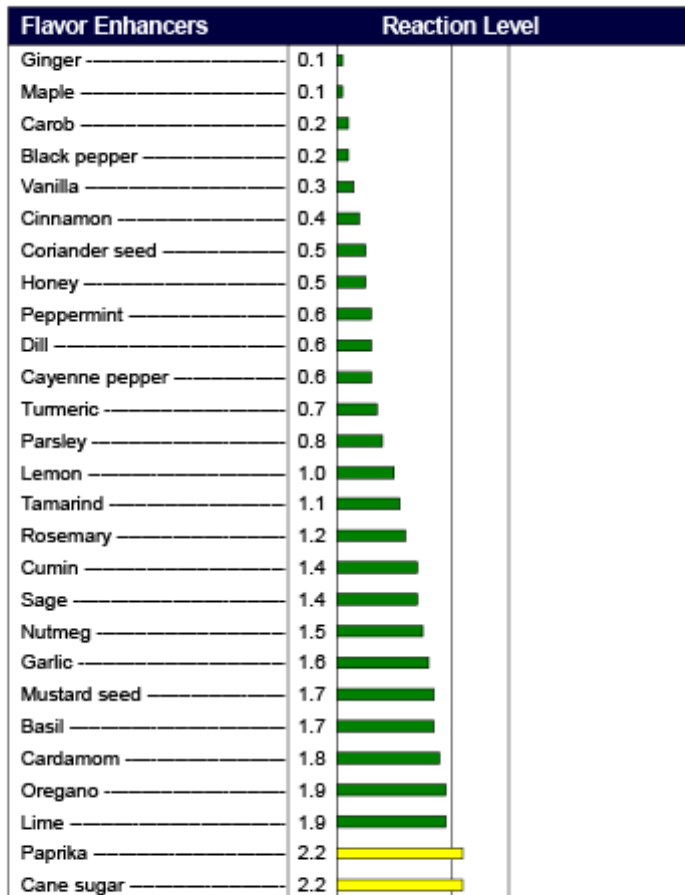 Flavor Enhancers Reaction Level
Ginger 0.1
Maple 0.1
Carob 0.2
Black pepper 0.2
Vanilla 0.3
Cinnamon 0.4
Coriander seed 0.5
Honey 0.5
Peppermint 0.6
Dill 0.6
Cayenne pepper 0.6
Turmeric 0.7
Parsley 0.8
Lemon 1.0
Tamarind 1.1
Rosemary 1.2
Cumin 1.4
Sage 1.4
Nutmeg 1.5
Garlic 1.6
Mustard seed 1.7
Basil 1.7
Cardamom 1.8
Oregano 1.9
Lime 1.9
Paprika 2.2
Cane sugar 2.2